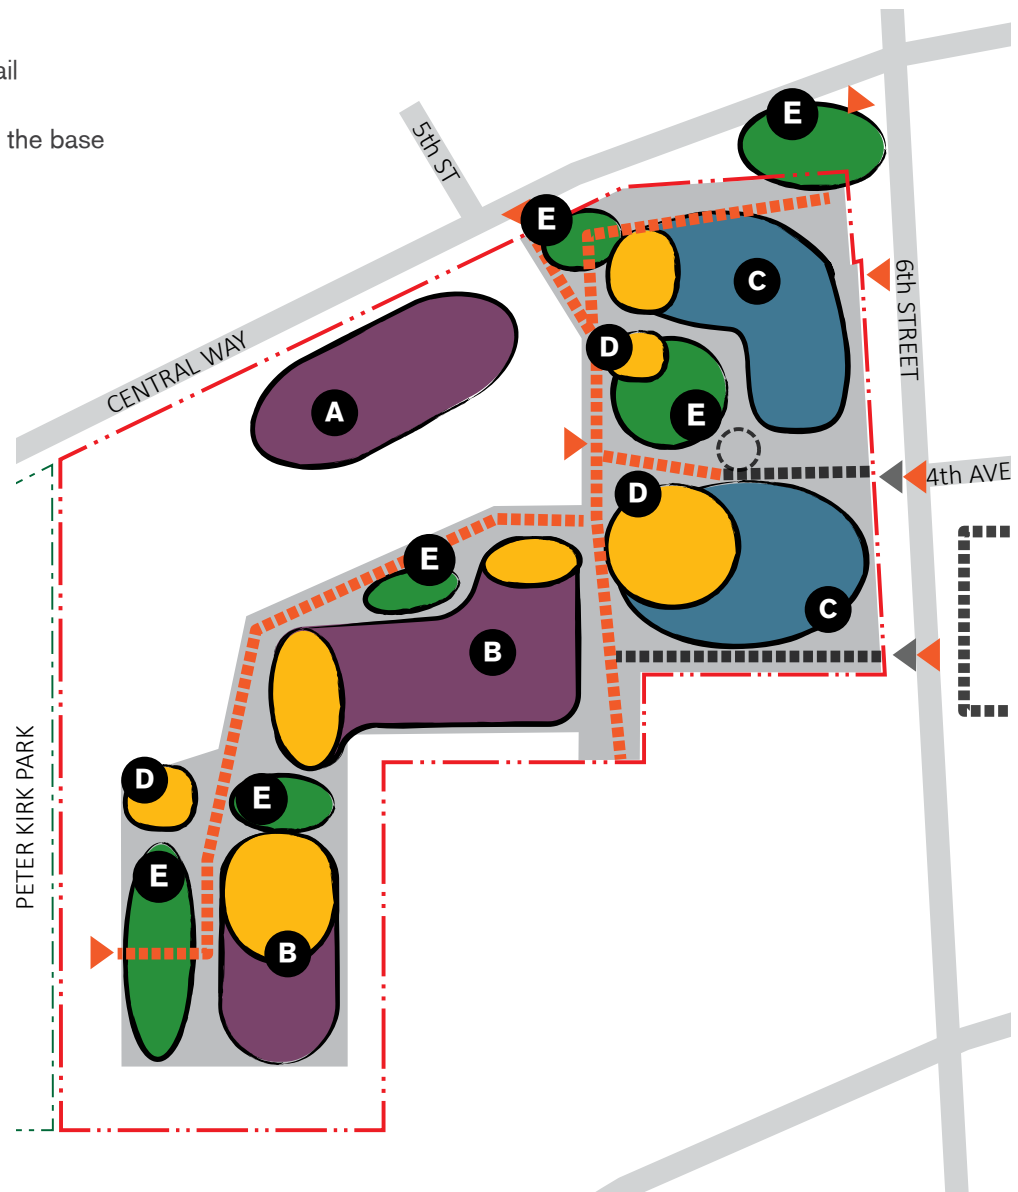 ail
the base
E
5th ST
E
C
6th STREET
CENTRAL WAY
D
A
E
4th AVE
D
E
C
B
PETER KIRK PARK
D
E
E
B